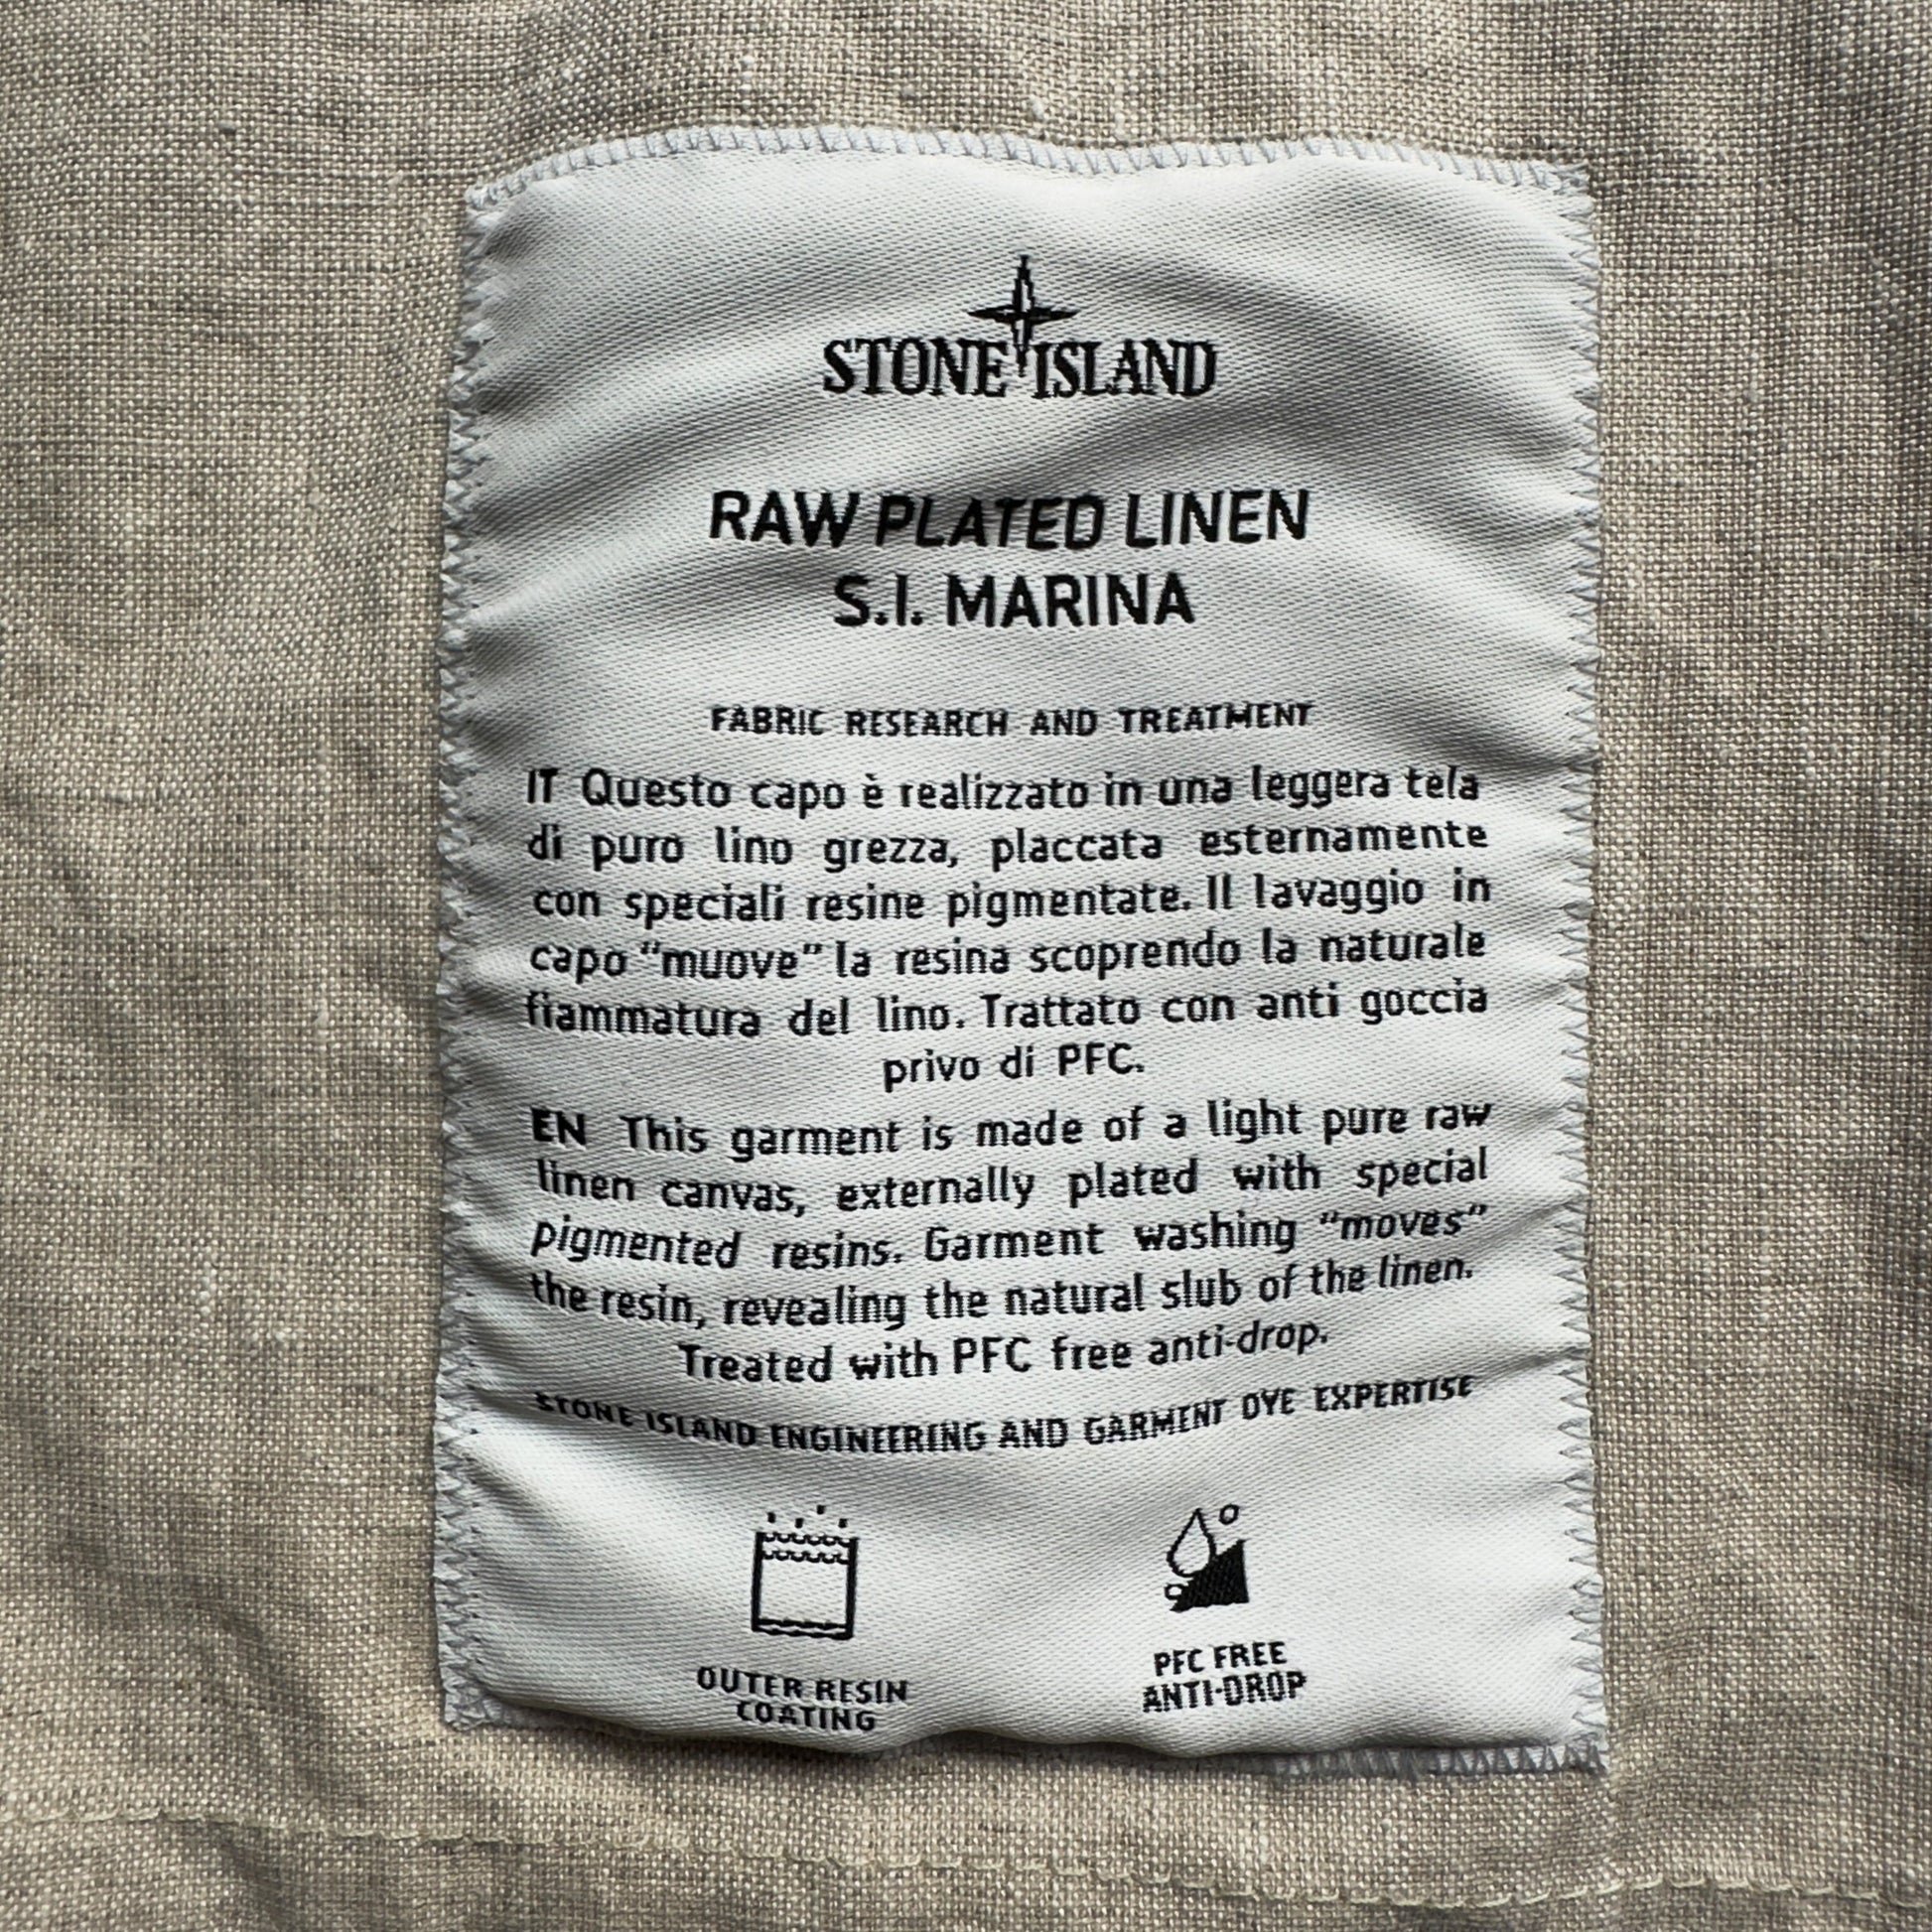 STONE ISLAND
RAW PLATED LINEN
S.I. MARINA
FABRIC RESEARCH AND TREATMENT
IT Questo capo è realizzato in una leggera tela
di puro lino grezza, placcata esternamente
con speciali resine pigmentate. Il lavaggio in
capo "muove" la resina scoprendo la naturale
fiammatura del lino. Trattato con anti goccia
privo di PFC.
EN This garment is made of a light pure raw
linen canvas, externally plated with special
pigmented resins. Garment washing "moves"
the resin, revealing the natural slub of the linen.
Treated with PFC free anti-drop.
STONE ISLAND ENGINEERING AND GARMENT DYE EXPERTISE
OUTER RESIN
COATING
PFC FREE
ANTI-DROP